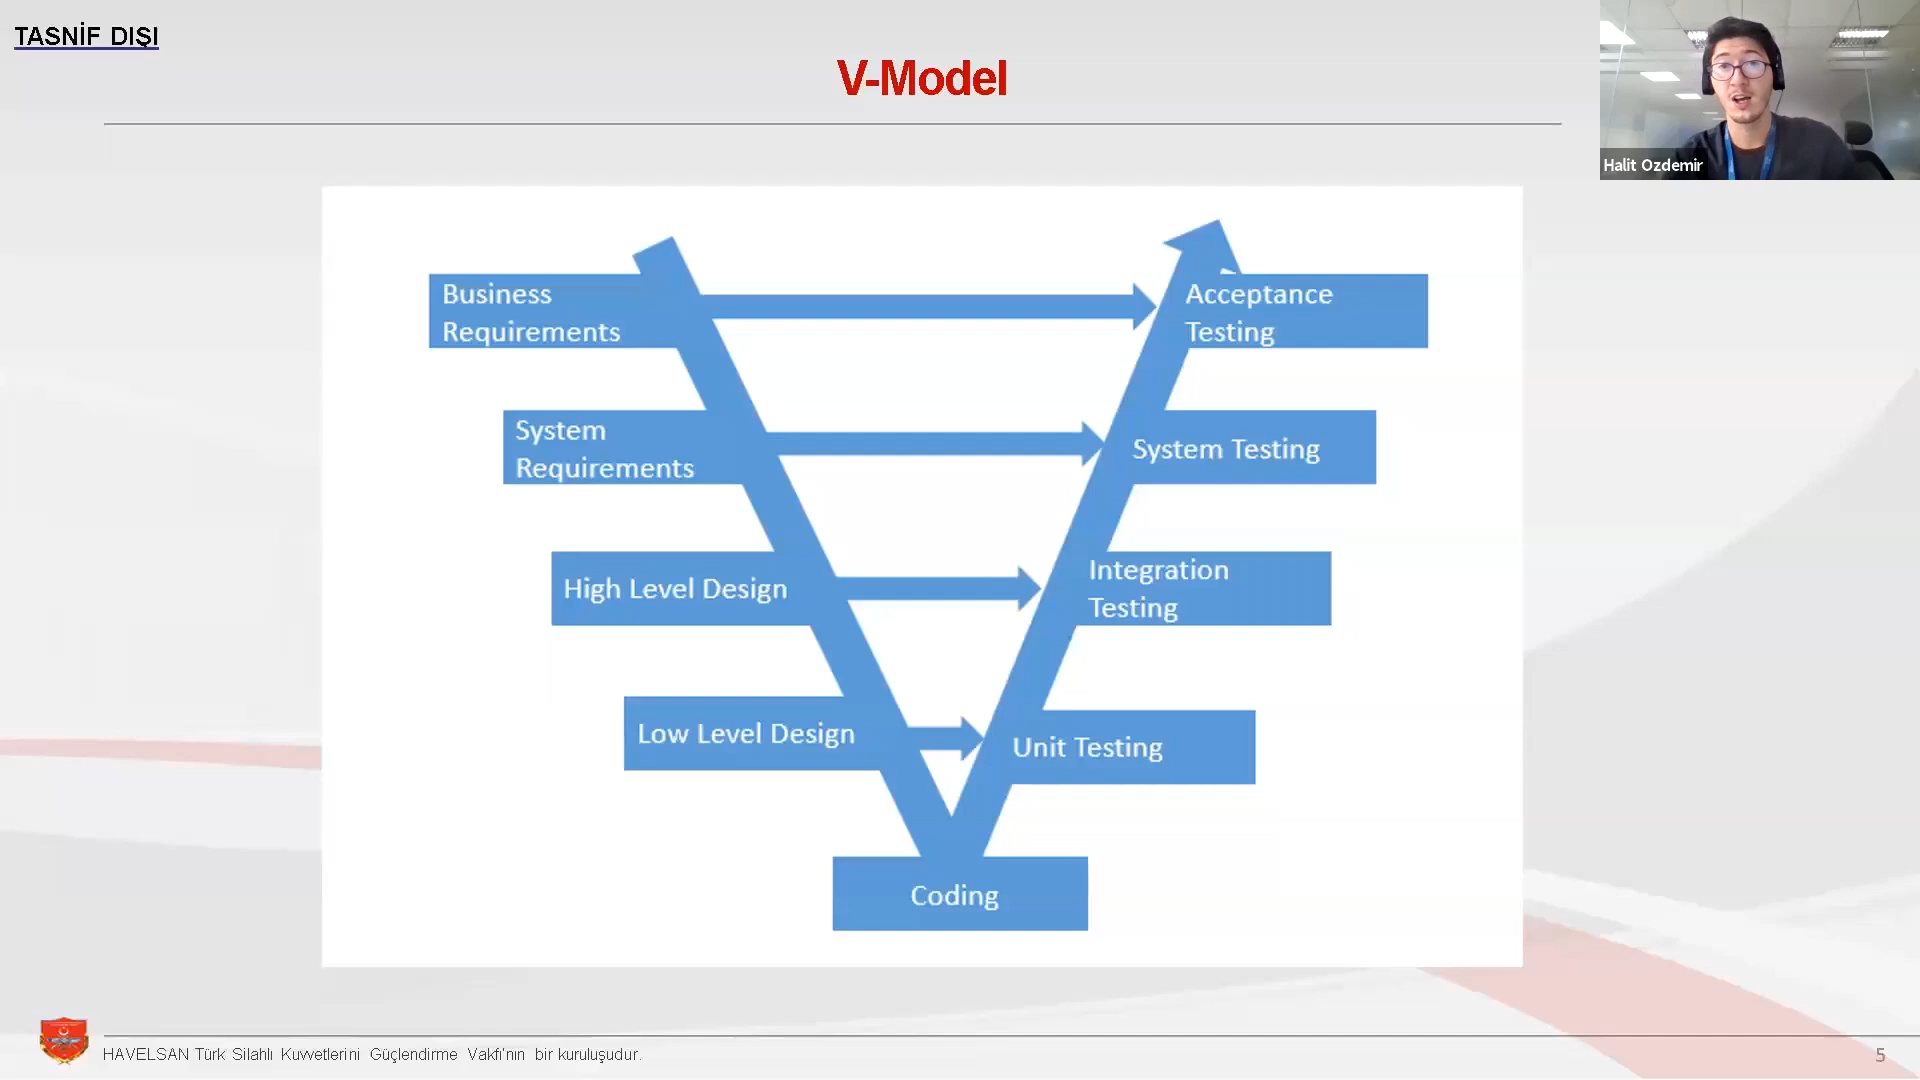 TASNİF DIŞI
V-Model
Halit Ozdemir
Business
Requirements
Acceptance
Testing
System
Requirements
System Testing
High Level Design
Integration
Testing
Low Level Design
Unit Testing
Coding
HAVELSAN Türk Silahlı Kuvvetlerini Güçlendirme Vakfı'nın bir kuruluşudur.
5